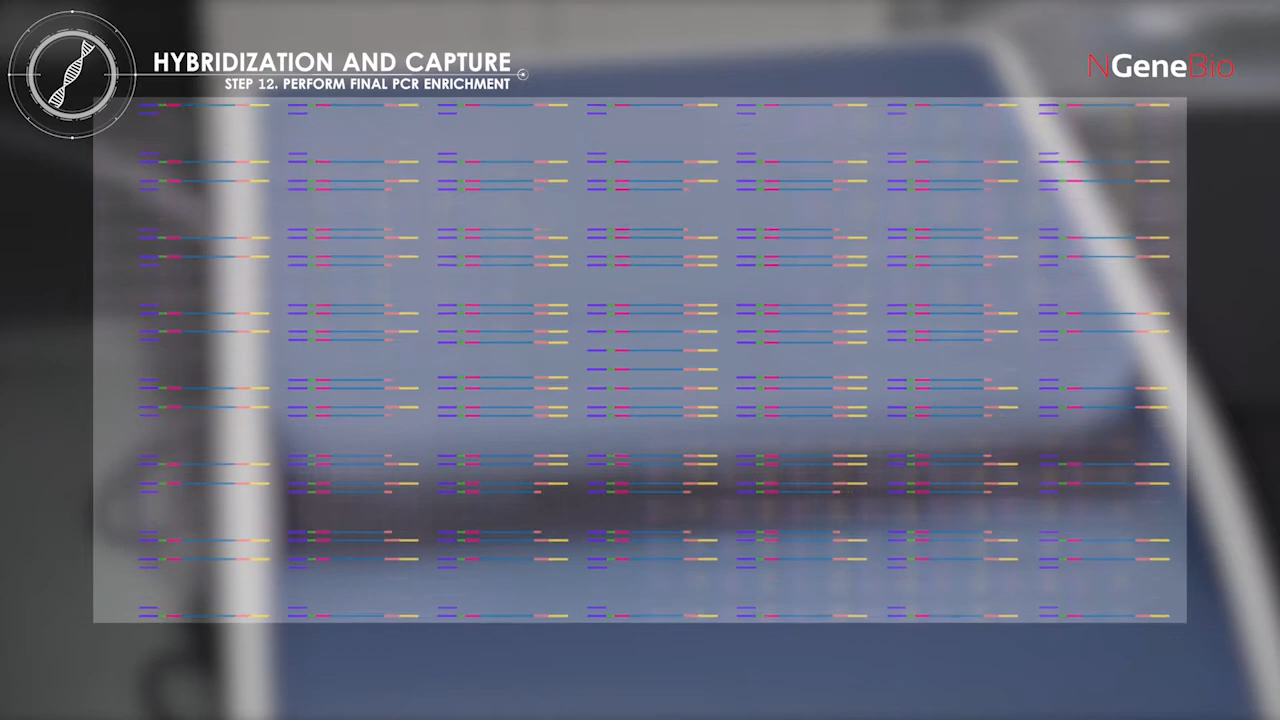 HYBRIDIZATION AND CAPTURE
STEP 12. PERFORM FINAL PCR ENRICHMENT
NGeneBio